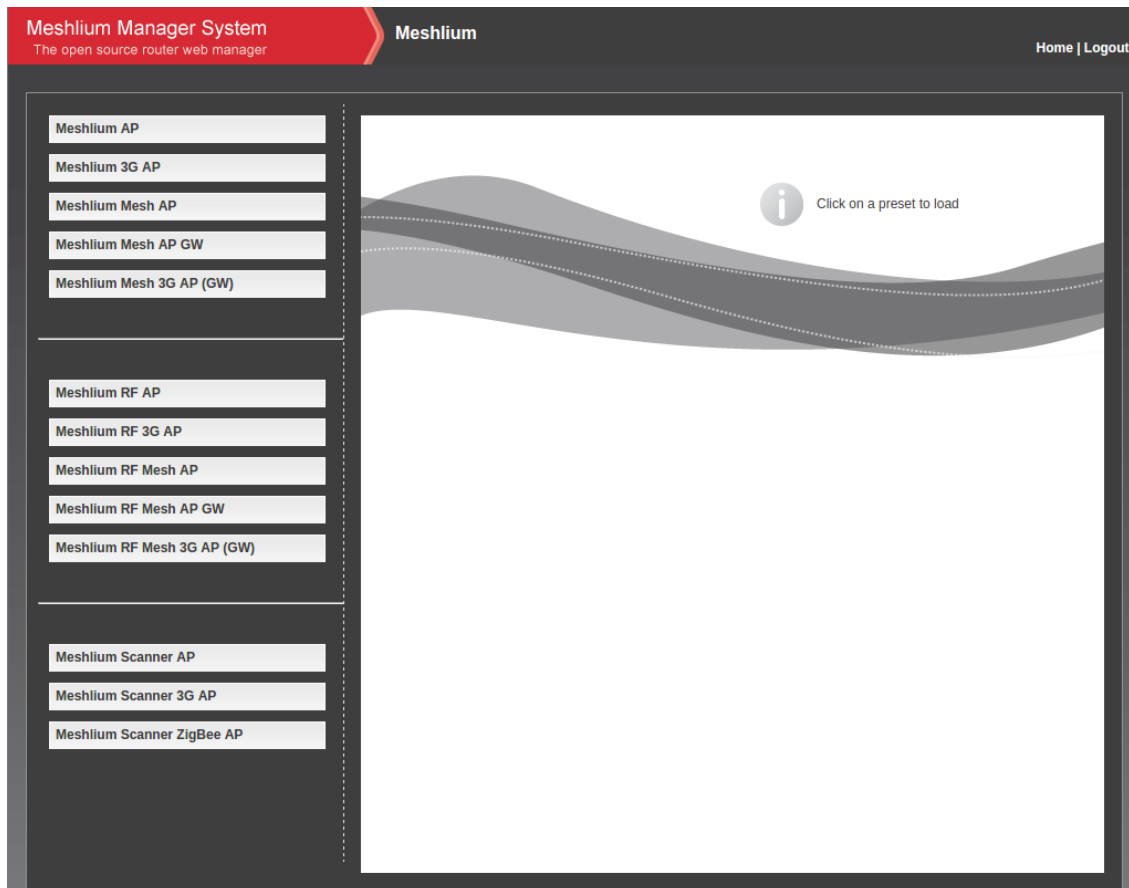 Meshlium Manager System
The open source router web manager
Meshlium
Home | Logout
Meshlium AP
Meshlium 3G AP
Meshlium Mesh AP
Meshlium Mesh AP GW
Meshlium Mesh 3G AP (GW)
Meshlium RF AP
Meshlium RF 3G AP
Meshlium RF Mesh AP
Meshlium RF Mesh AP GW
Meshlium RF Mesh 3G AP (GW)
Meshlium Scanner AP
Meshlium Scanner 3G AP
Meshlium Scanner ZigBee AP
Click on a preset to load